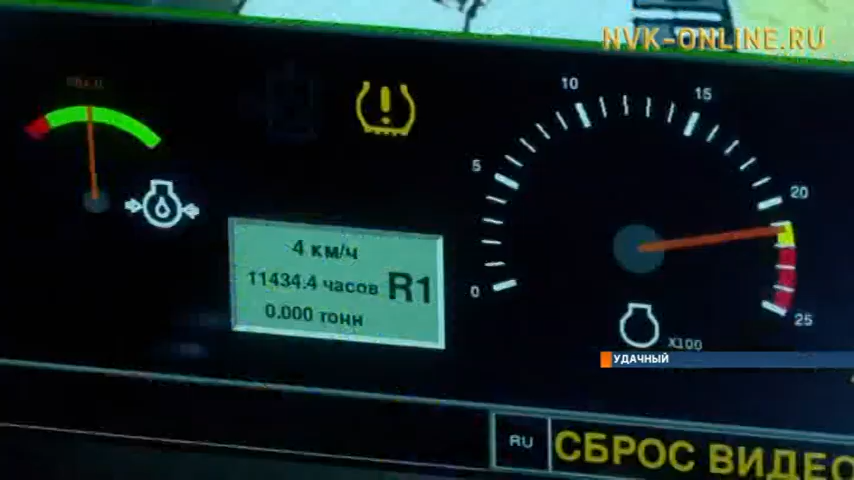 NVK-ONLINE.RU
5
10
15
20
25
0
4 км/ч
11434.4 часов
R1
0.000 тонн
X100
УДАЧНЫЙ
RU
СБРОС ВИДЕО